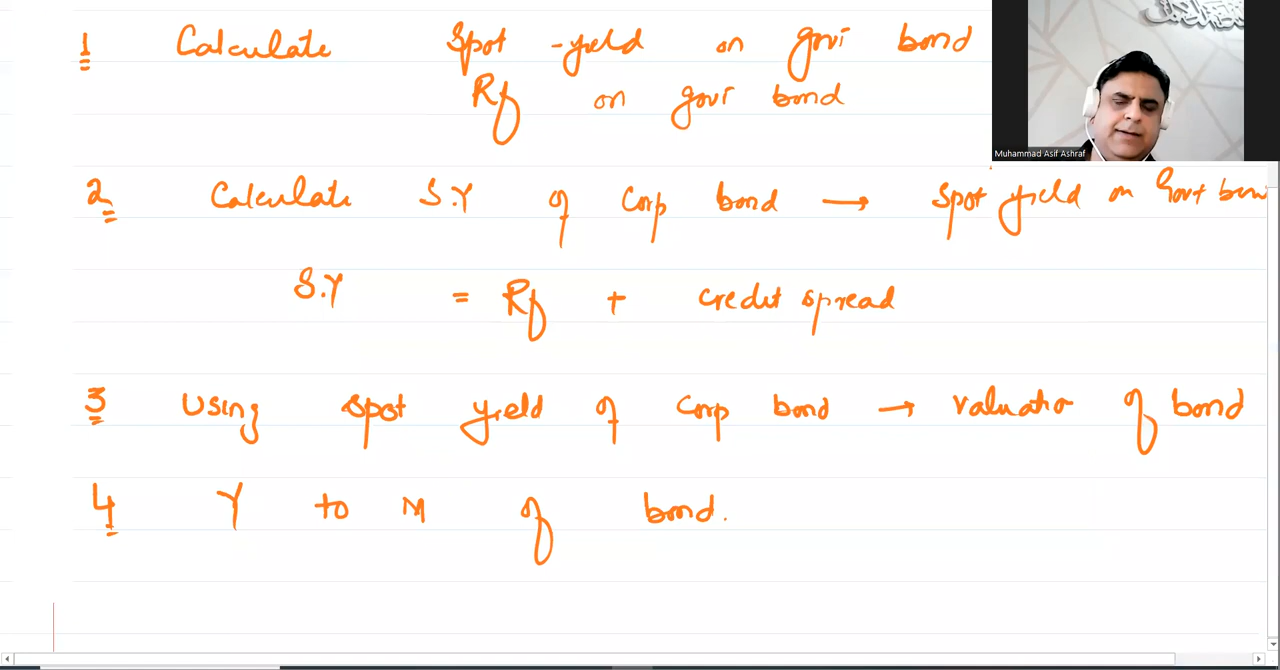 1 Calculate Spot -yield on govt bond
Rf on govt bond
Muhammad Asif Ashraf
2 Calculate S.Y of Corp bond → Spot yield on Govt bon
S.Y = Rf + credit spread
3 Using spot yield of corp bond → valuatio of bond
4 Y to M of bond.